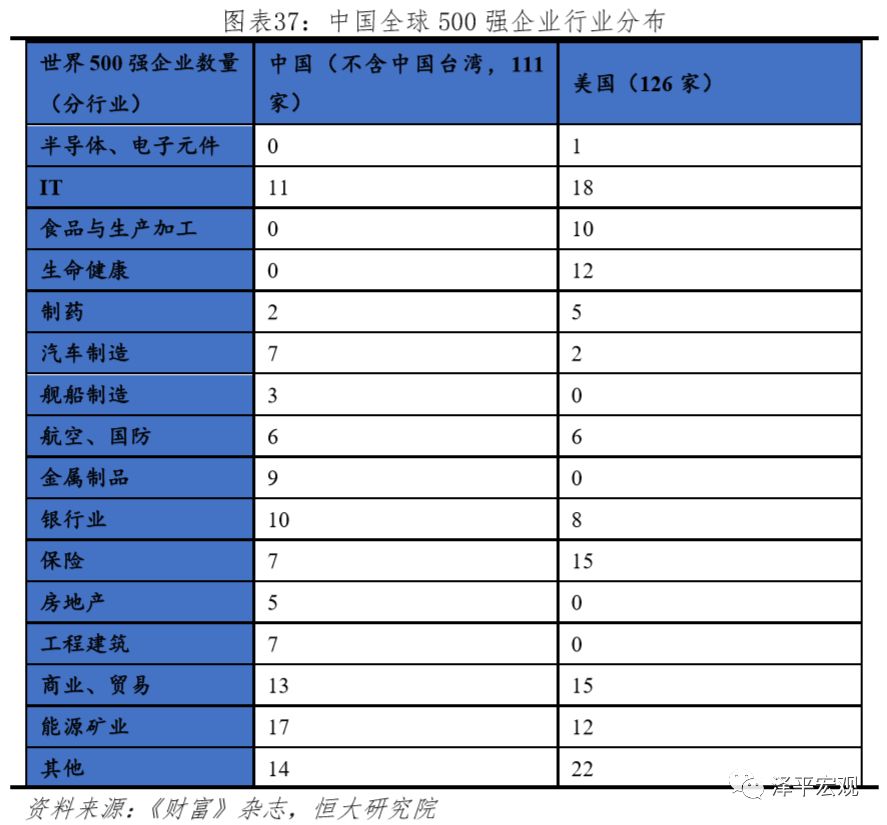 图表37：中国全球 500 强企业行业分布
世界 500 强企业数量 中国（不含中国台湾，111 美国（126 家）
（分行业） 家）
半导体、电子元件 0 1
IT 11 18
食品与生产加工 0 10
生命健康 0 12
制药 2 5
汽车制造 7 2
舰船制造 3 0
航空、国防 6 6
金属制品 9 0
银行业 10 8
保险 7 15
房地产 5 0
工程建筑 7 0
商业、贸易 13 15
能源矿业 17 12
其他 14 22
泽平宏观
资料来源：《财富》杂志，恒大研究院